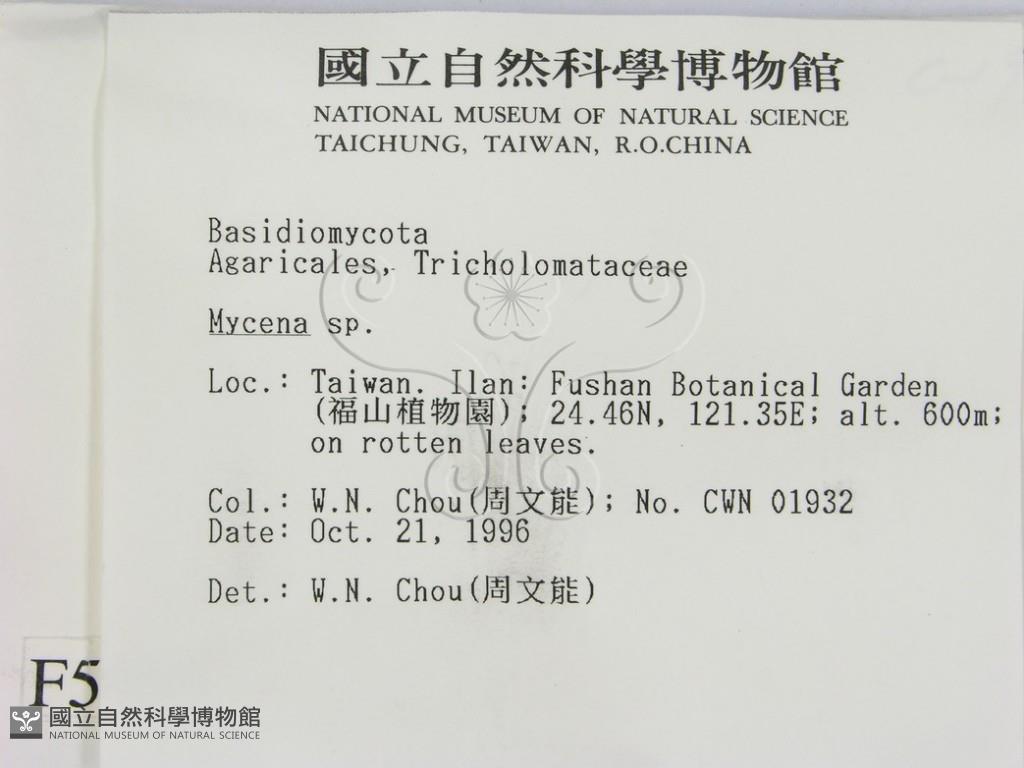 國立自然科學博物館
NATIONAL MUSEUM OF NATURAL SCIENCE
TAICHUNG, TAIWAN, R.O.CHINA
Basidiomycota
Agaricales, Tricholomataceae
Mycena sp.
Loc.: Taiwan. Ilan: Fushan Botanical Garden
(福山植物園); 24.46N, 121.35E; alt. 600m;
on rotten leaves.
Col.: W.N. Chou(周文能); No. CWN 01932
Date: Oct. 21, 1996
Det.: W.N. Chou(周文能)
F5
國立自然科學博物館
NATIONAL MUSEUM OF NATURAL SCIENCE